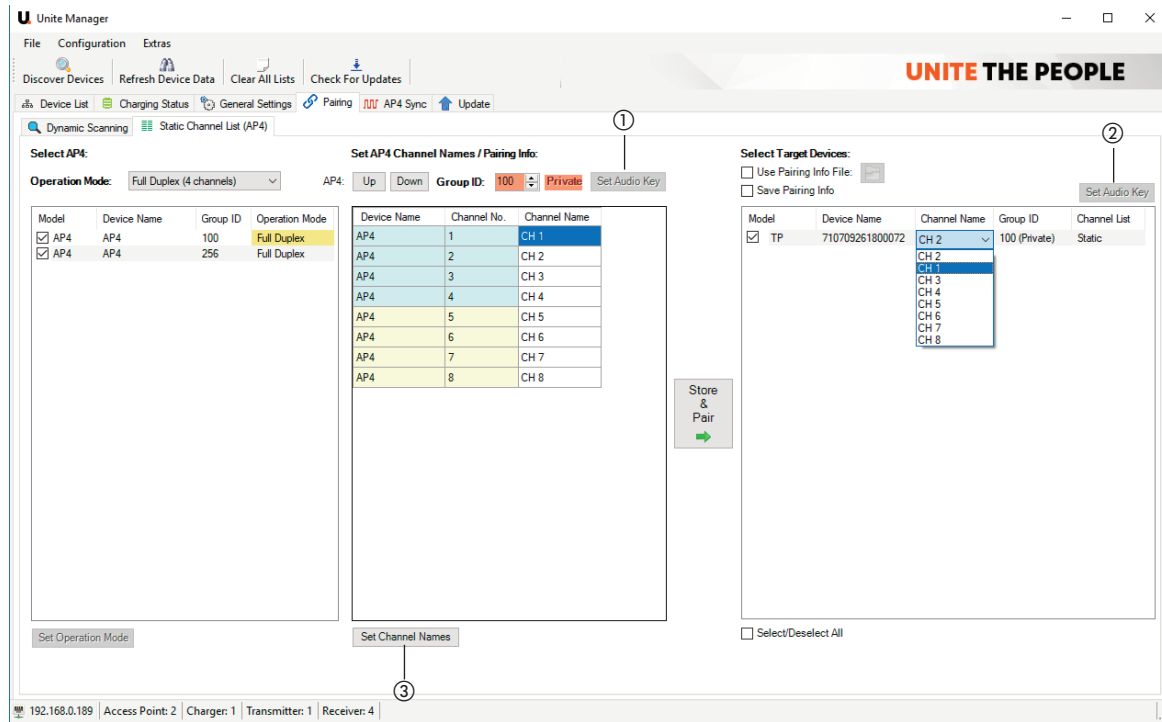 U. Unite Manager
File Configuration Extras
Discover Devices Refresh Device Data Clear All Lists Check For Updates
UNITE THE PEOPLE
Device List Charging Status General Settings Pairing AP4 Sync Update
Dynamic Scanning Static Channel List (AP4)
①
②
Select AP4: Set AP4 Channel Names / Pairing Info: Select Target Devices:
Use Pairing Info File:
Operation Mode: Full Duplex (4 channels) AP4: Up Down Group ID: 100 Private Set Audio Key
Save Pairing Info Set Audio Key
Model Device Name Group ID Operation Mode Device Name Channel No. Channel Name Model Device Name Channel Name Group ID Channel List
AP4 AP4 100 Full Duplex AP4 1 CH 1 TP 710709261800072 CH 2 100 (Private) Static
AP4 AP4 256 Full Duplex AP4 2 CH 2 CH 2
CH 1
AP4 3 CH 3 CH 3
CH 4
AP4 4 CH 4 CH 5
CH 6
AP4 5 CH 5 CH 7
CH 8
AP4 6 CH 6
AP4 7 CH 7
AP4 8 CH 8
Store
&
Pair
Set Operation Mode Set Channel Names Select/Deselect All
③
192.168.0.189 Access Point: 2 Charger: 1 Transmitter: 1 Receiver: 4